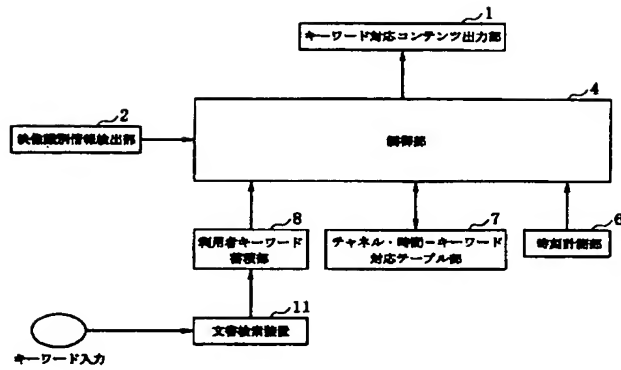 1
キーワード対応コンテンツ出力部
4
2
映像識別情報検出部
制御部
8
7
6
利用者キーワード
蓄積部
チャネル・時間－キーワード
対応テーブル部
時刻計測部
11
文書検索装置
キーワード入力